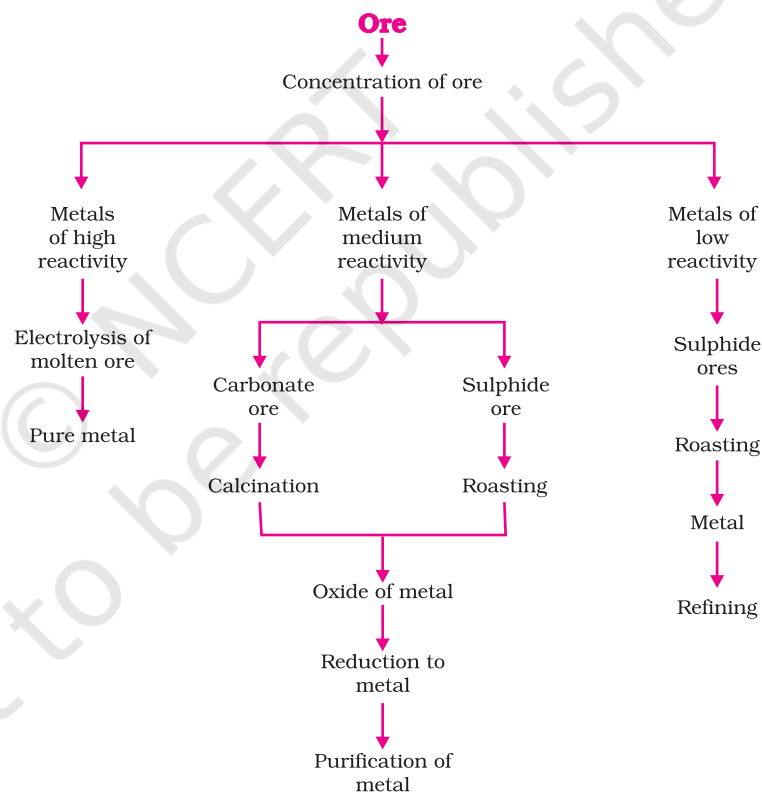 Ore
Concentration of ore
Metals
of high
reactivity
Electrolysis of
molten ore
Pure metal
Metals of
medium
reactivity
Carbonate
ore
Calcination
Sulphide
ore
Roasting
Oxide of metal
Reduction to
metal
Purification of
metal
Metals of
low
reactivity
Sulphide
ores
Roasting
Metal
Refining
© NCERT
to be republishe